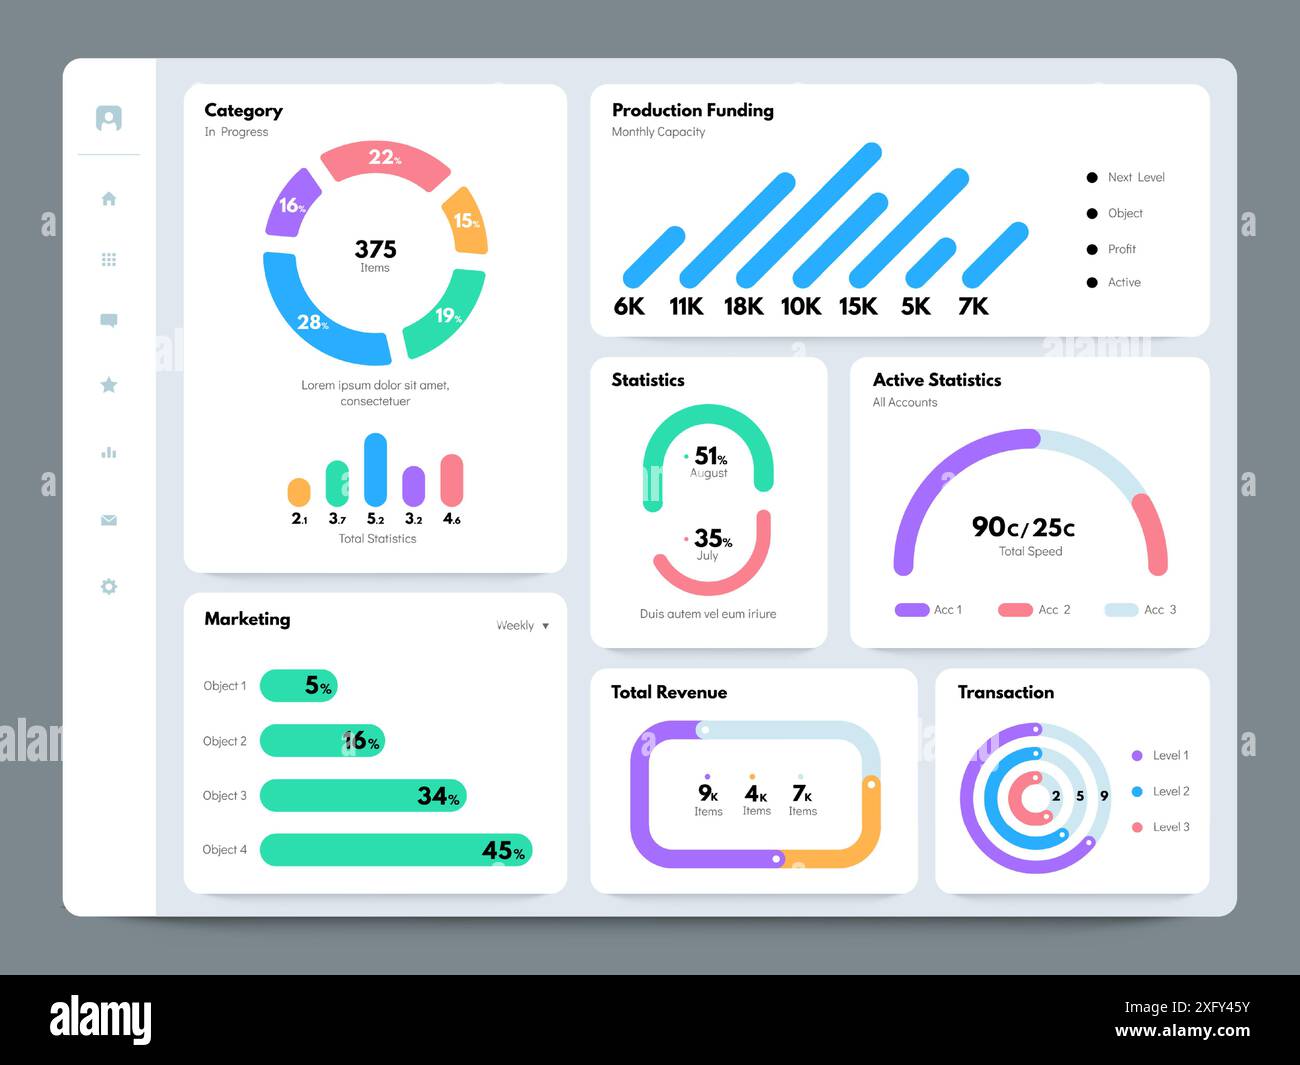 Category
In Progress
22%
16%
15%
375
Items
28%
19%
Lorem ipsum dolor sit amet,
consectetuer
2.1 3.7 5.2 3.2 4.6
Total Statistics
Production Funding
Monthly Capacity
6K 11K 18K 10K 15K 5K 7K
Next Level
Object
Profit
Active
Statistics
51%
August
35%
July
Duis autem vel eum iriure
Active Statistics
All Accounts
90C/25C
Total Speed
Acc 1 Acc 2 Acc 3
Marketing
Weekly ▼
Object 1 5%
Object 2 16%
Object 3 34%
Object 4 45%
Total Revenue
9K 4K 7K
Items Items Items
Transaction
2 5 9
Level 1
Level 2
Level 3
a
a
alamy
alamy
a
a
alamy
alamy
a
alamy
Image ID: 2XFY45Y
www.alamy.com